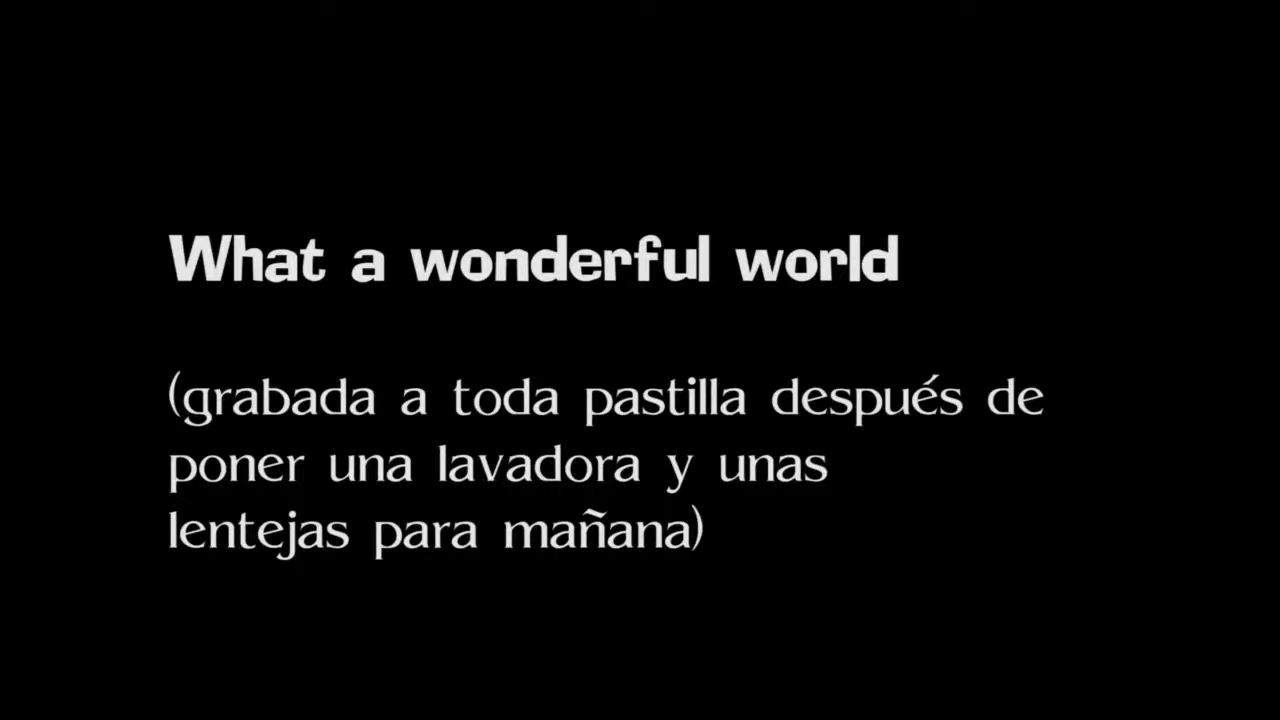 What a wonderful world
(grabada a toda pastilla después de
poner una lavadora y unas
lentejas para mañana)